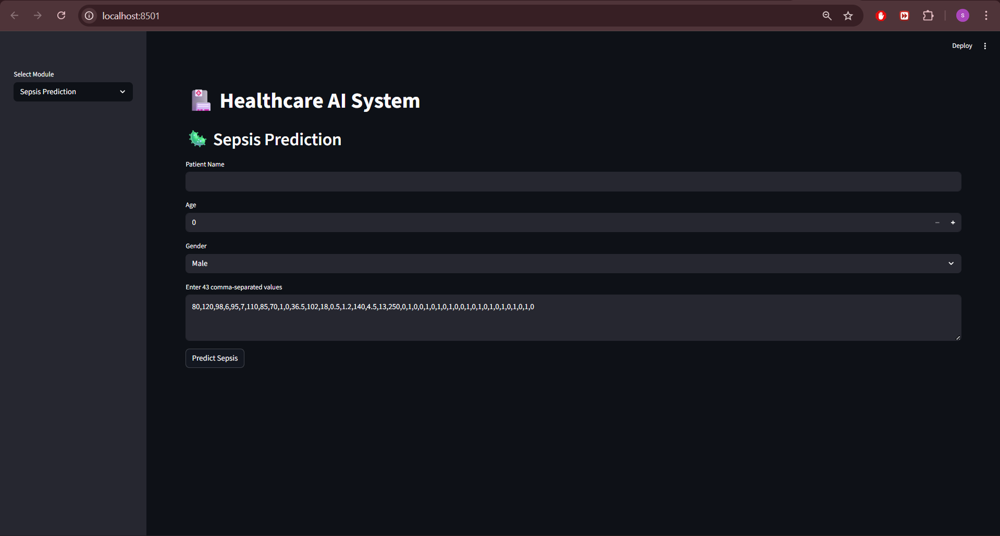 localhost:8501
S
Deploy
Select Module
Sepsis Prediction
Healthcare AI System
Sepsis Prediction
Patient Name
Age
0
Gender
Male
Enter 43 comma-separated values
80,120,98,6,95,7,110,85,70,1,0,36.5,102,18,0.5,1.2,140,4.5,13,250,0,1,0,0,1,0,1,0,1,0,0,1,0,1,0,1,0,1,0,1,0,1,0
Predict Sepsis